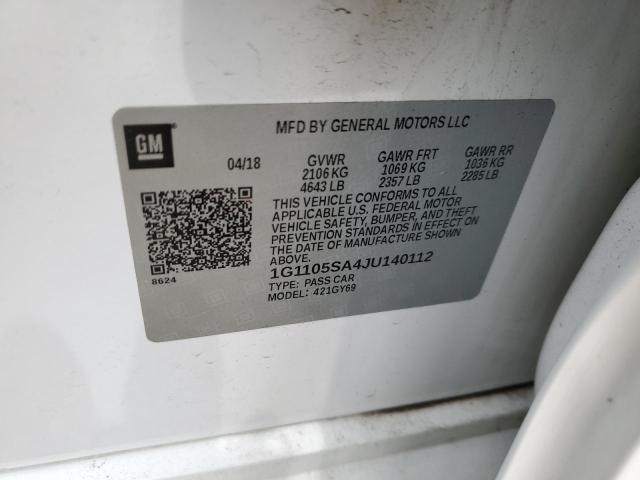 MFD BY GENERAL MOTORS LLC
GM
04/18 GVWR GAWR FRT GAWR RR
2106 KG 1069 KG 1036 KG
4643 LB 2357 LB 2285 LB
THIS VEHICLE CONFORMS TO ALL
APPLICABLE U.S. FEDERAL MOTOR
VEHICLE SAFETY, BUMPER, AND THEFT
PREVENTION STANDARDS IN EFFECT ON
THE DATE OF MANUFACTURE SHOWN
ABOVE.
8624
1G1105SA4JU140112
TYPE: PASS CAR
MODEL: 421GY69